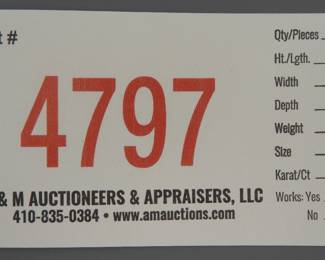 t #
4797
& M AUCTIONEERS & APPRAISERS, LLC
410-835-0384 • www.amauctions.com
Qty/Pieces
Ht./Lgth.
Width
Depth
Weight
Size
Karat/Ct
Works: Yes
No